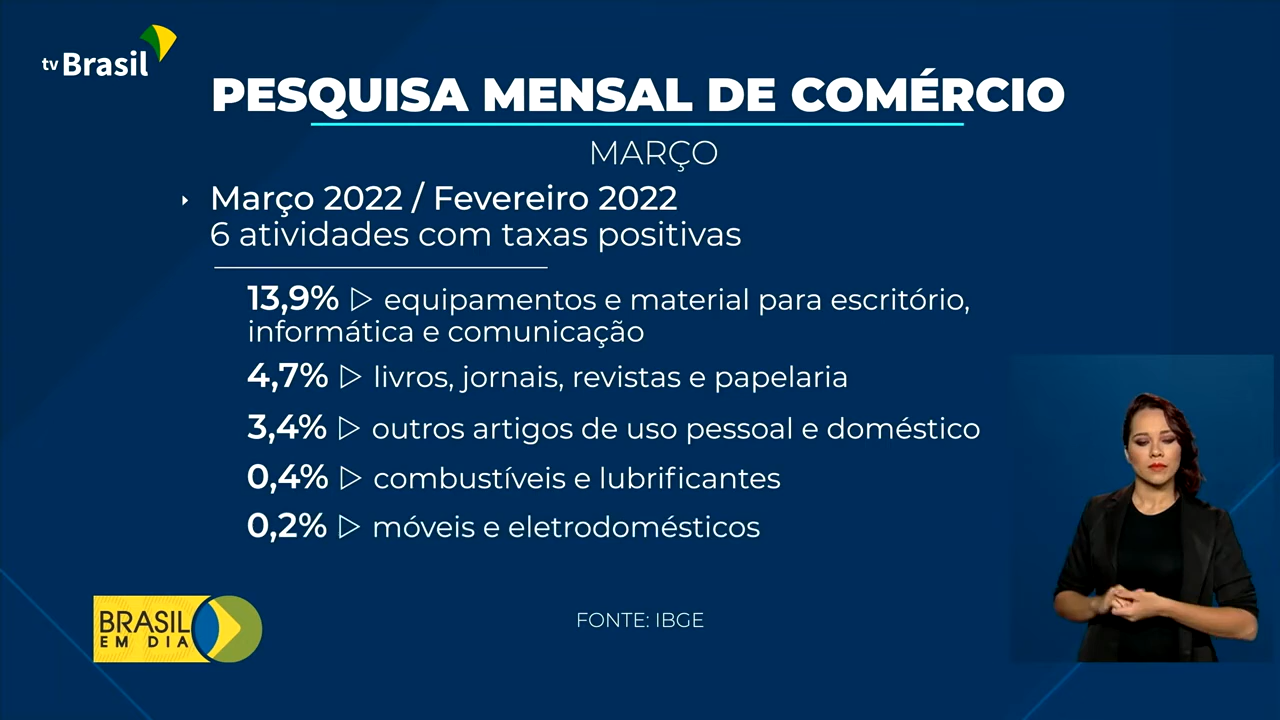 tv Brasil
PESQUISA MENSAL DE COMÉRCIO
MARÇO
Março 2022 / Fevereiro 2022
6 atividades com taxas positivas
13,9% ▷ equipamentos e material para escritório,
informática e comunicação
4,7% ▷ livros, jornais, revistas e papelaria
3,4% ▷ outros artigos de uso pessoal e doméstico
0,4% ▷ combustíveis e lubrificantes
0,2% ▷ móveis e eletrodomésticos
BRASIL
EM DIA
FONTE: IBGE